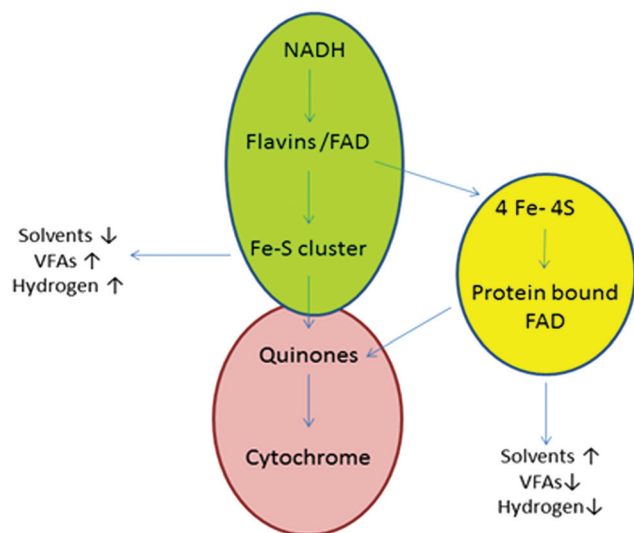 NADH
Flavins /FAD
Fe-S cluster
Quinones
Cytochrome
4 Fe- 4S
Protein bound
FAD
Solvents ↓
VFAs ↑
Hydrogen ↑
Solvents ↑
VFAs↓
Hydrogen↓